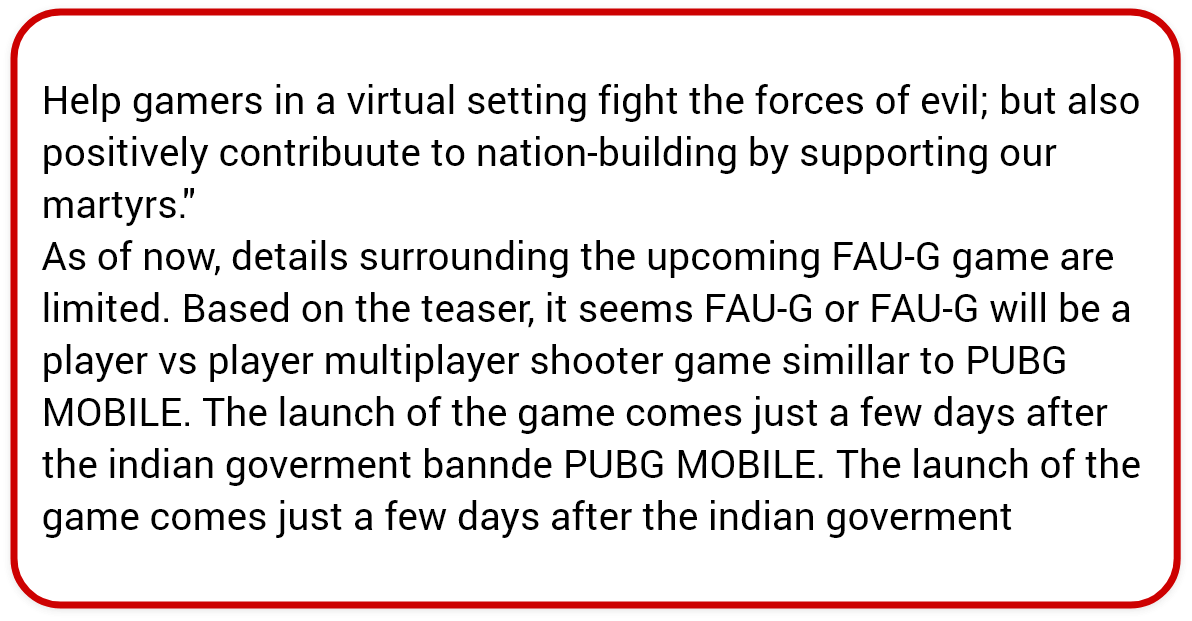 Help gamers in a virtual setting fight the forces of evil; but also
positively contribuute to nation-building by supporting our
martyrs.”
As of now, details surrounding the upcoming FAU-G game are
limited. Based on the teaser, it seems FAU-G or FAU-G will be a
player vs player multiplayer shooter game simillar to PUBG
MOBILE. The launch of the game comes just a few days after
the indian goverment bannde PUBG MOBILE. The launch of the
game comes just a few days after the indian goverment